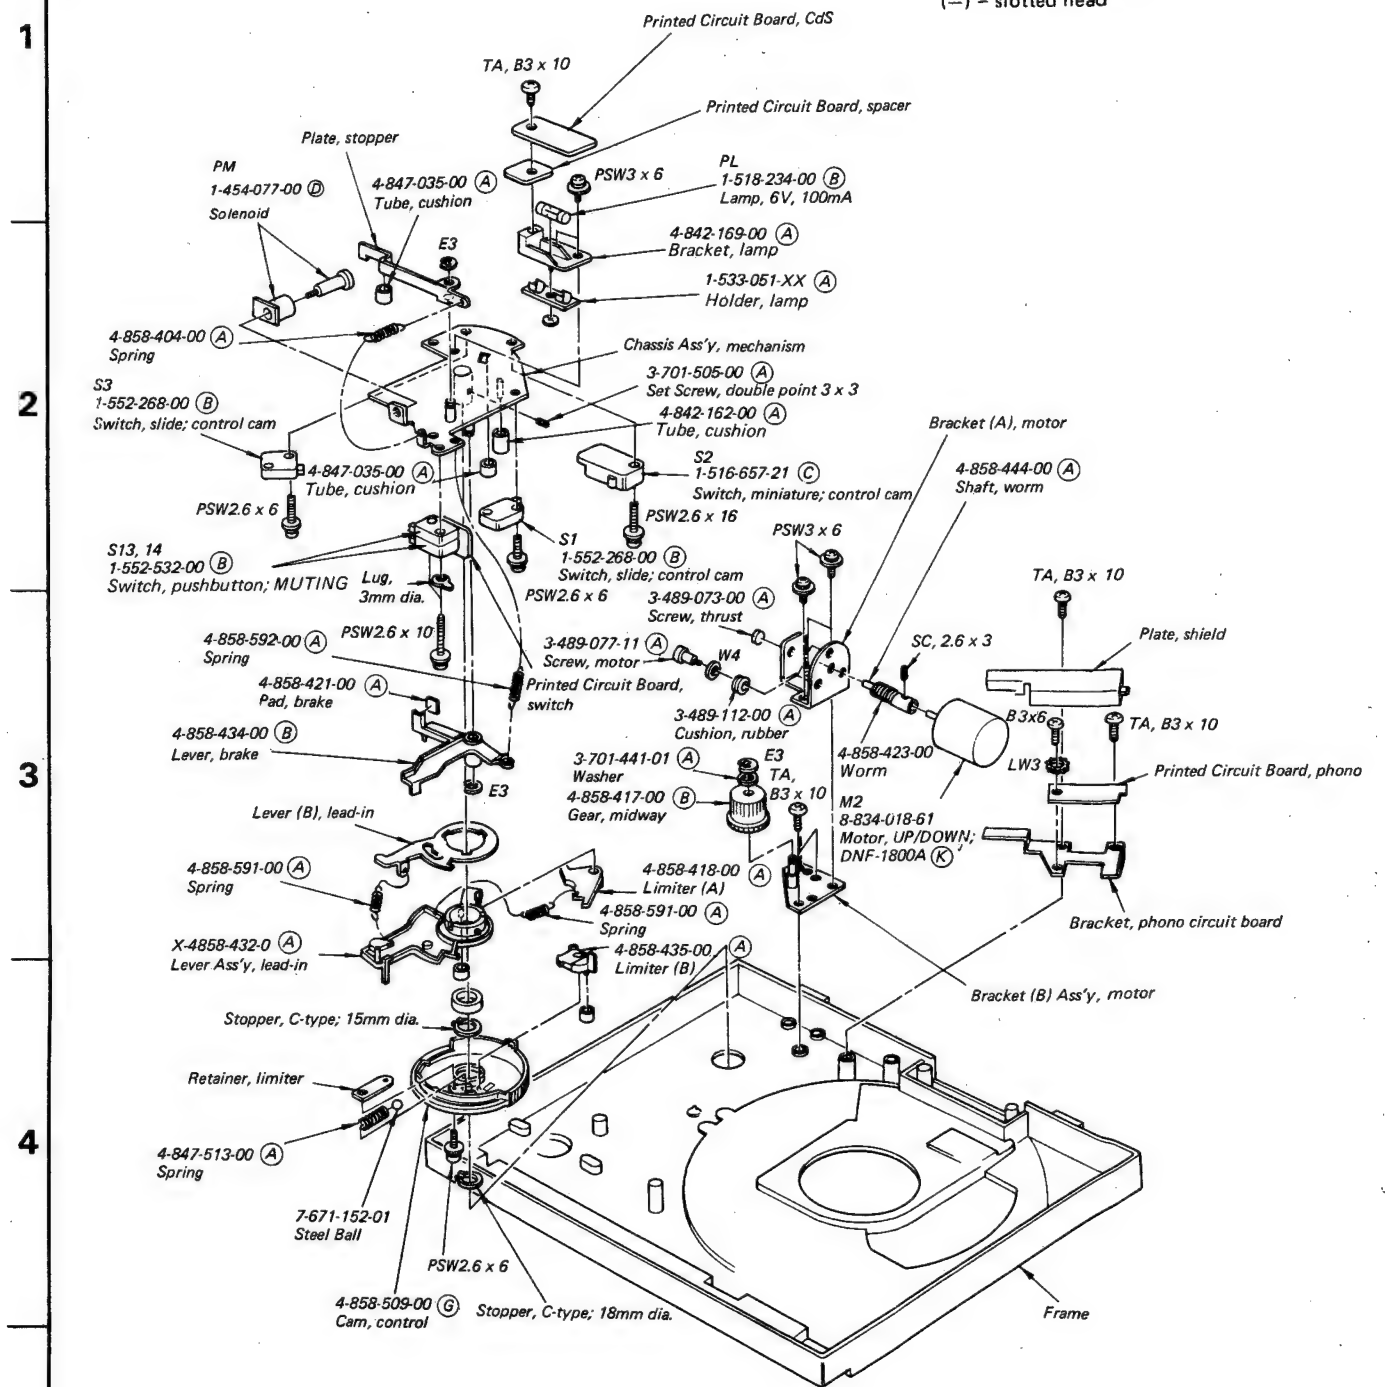 (−) = slotted head
1
Printed Circuit Board, CdS
TA, B3 x 10
Printed Circuit Board, spacer
Plate, stopper
PM
1-454-077-00 Ⓓ
Solenoid
4-847-035-00 Ⓐ
Tube, cushion
PSW3 x 6
PL
1-518-234-00 Ⓑ
Lamp, 6V, 100mA
E3
4-842-169-00 Ⓐ
Bracket, lamp
1-533-051-XX Ⓐ
Holder, lamp
4-858-404-00 Ⓐ
Spring
Chassis Ass'y, mechanism
2
S3
1-552-268-00 Ⓑ
Switch, slide; control cam
3-701-505-00 Ⓐ
Set Screw, double point 3 x 3
4-842-162-00 Ⓐ
Tube, cushion
Bracket (A), motor
4-847-035-00 Ⓐ
Tube, cushion
S2
1-516-657-21 Ⓒ
Switch, miniature; control cam
4-858-444-00 Ⓐ
Shaft, worm
PSW2.6 x 6
PSW2.6 x 16
PSW3 x 6
S13, 14
1-552-532-00 Ⓑ
Switch, pushbutton; MUTING
Lug,
3mm dia.
S1
1-552-268-00 Ⓑ
Switch, slide; control cam
PSW2.6 x 6
TA, B3 x 10
3-489-073-00 Ⓐ
Screw, thrust
4-858-592-00 Ⓐ
Spring
PSW2.6 x 10
3-489-077-11 Ⓐ
Screw, motor
W4
SC, 2.6 x 3
Plate, shield
4-858-421-00 Ⓐ
Pad, brake
Printed Circuit Board,
switch
3-489-112-00 Ⓐ
Cushion, rubber
B3x6
TA, B3 x 10
4-858-434-00 Ⓑ
Lever, brake
3
3-701-441-01 Ⓐ
Washer
E3
TA,
B3 x 10
4-858-423-00
Worm
LW3
Printed Circuit Board, phono
E3
4-858-417-00 Ⓑ
Gear, midway
M2
8-834-018-61
Motor, UP/DOWN;
DNF-1800A Ⓚ
Lever (B), lead-in
4-858-591-00 Ⓐ
Spring
4-858-418-00 Ⓐ
Limiter (A)
4-858-591-00 Ⓐ
Spring
Bracket, phono circuit board
X-4858-432-0 Ⓐ
Lever Ass'y, lead-in
4-858-435-00 Ⓐ
Limiter (B)
Bracket (B) Ass'y, motor
Stopper, C-type; 15mm dia.
Retainer, limiter
4
4-847-513-00 Ⓐ
Spring
7-671-152-01
Steel Ball
PSW2.6 x 6
4-858-509-00 Ⓖ
Cam, control
Stopper, C-type; 18mm dia.
Frame